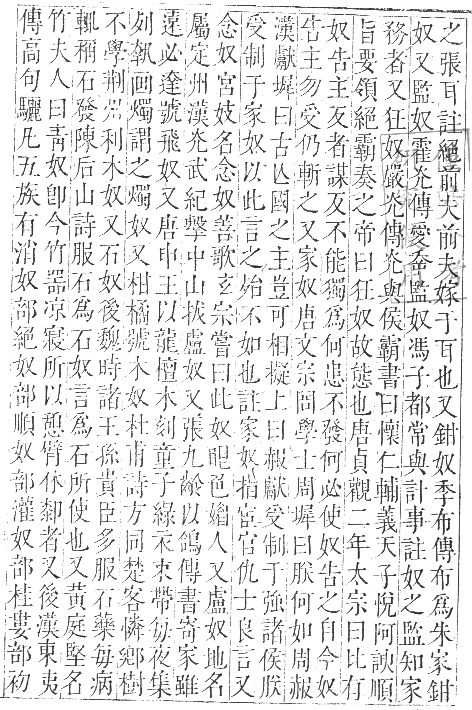 之張耳註絕前夫前夫嫁于耳也又鉗奴季布傳布爲朱家鉗
奴又監奴霍光傳愛奎監奴馮子都常與計事註奴之監知家
務者又狂奴嚴光傳光與侯霸書曰懷仁輔義天子悅阿諛順
旨要領絕霸奏之帝曰狂奴故態也唐貞觀二年太宗曰比有
奴告主反者謀反不能獨爲何患不發何必使奴告之自今奴
告主勿受仍斬之又家奴唐文宗問學士周墀曰朕何如周赧
漢獻墀曰古亾國之主豈可相擬上曰赧獻受制于強諸侯朕
受制于家奴以此言之殆不如也註家奴指宦官仇士良言又
念奴宮妓名念奴善歌玄宗嘗曰此奴眼色媚人又盧奴地名
屬定州漢光武紀擊中山拔盧奴又張九齡以鴿傳書寄家雖
遠必達號飛奴又唐申王以龍檀木刻童子綠衣束帶每夜集
刻執畫燭謂之燭奴又柑橘號木奴杜甫詩方同楚客憐鄉樹
不學荆州利木奴又石奴後魏時諸王孫貴臣多服石藥每病
輒稱石發陳后山詩服石爲石奴言爲石所使也又黃庭堅名
竹夫人曰青奴卽今竹器凉寢所以憩臂休𦡀者又後漢東夷
傳高句驪凡五族有消奴部絕奴部順奴部灌奴部桂婁部初